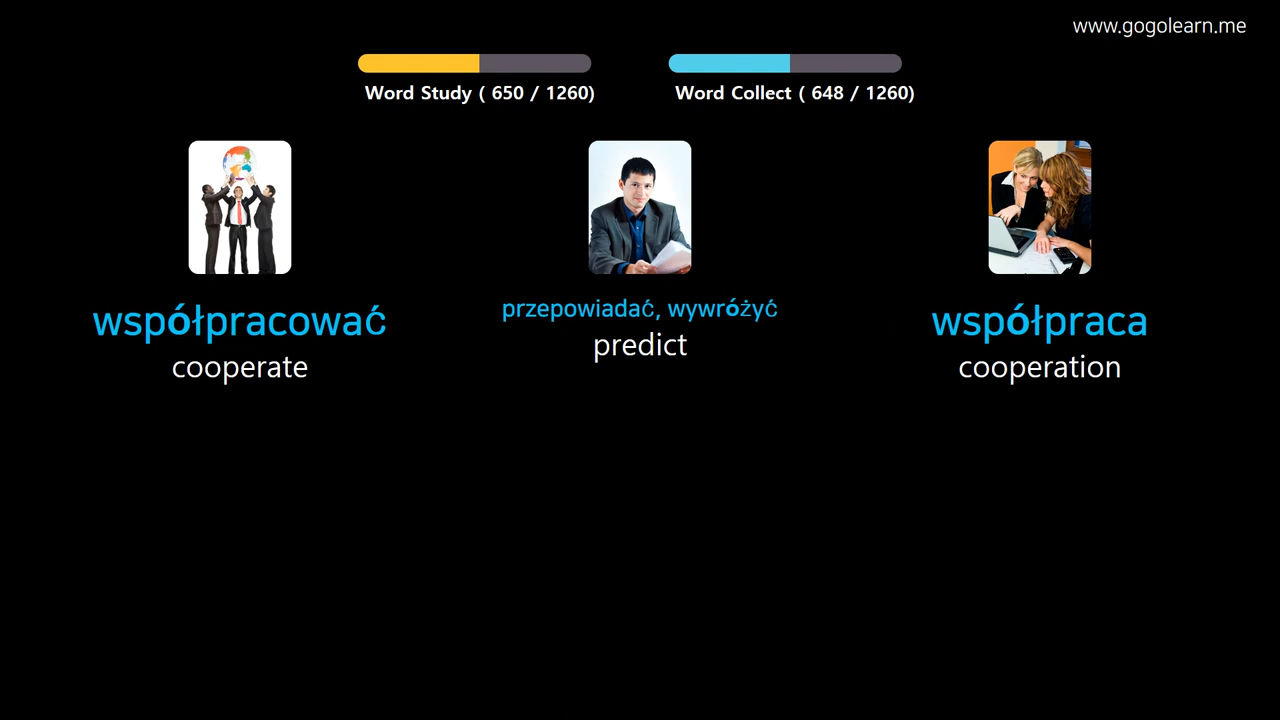 www.gogolearn.me
Word Study ( 650 / 1260)
Word Collect ( 648 / 1260)
współpracować
cooperate
przepowiadać, wywróżyć
predict
współpraca
cooperation